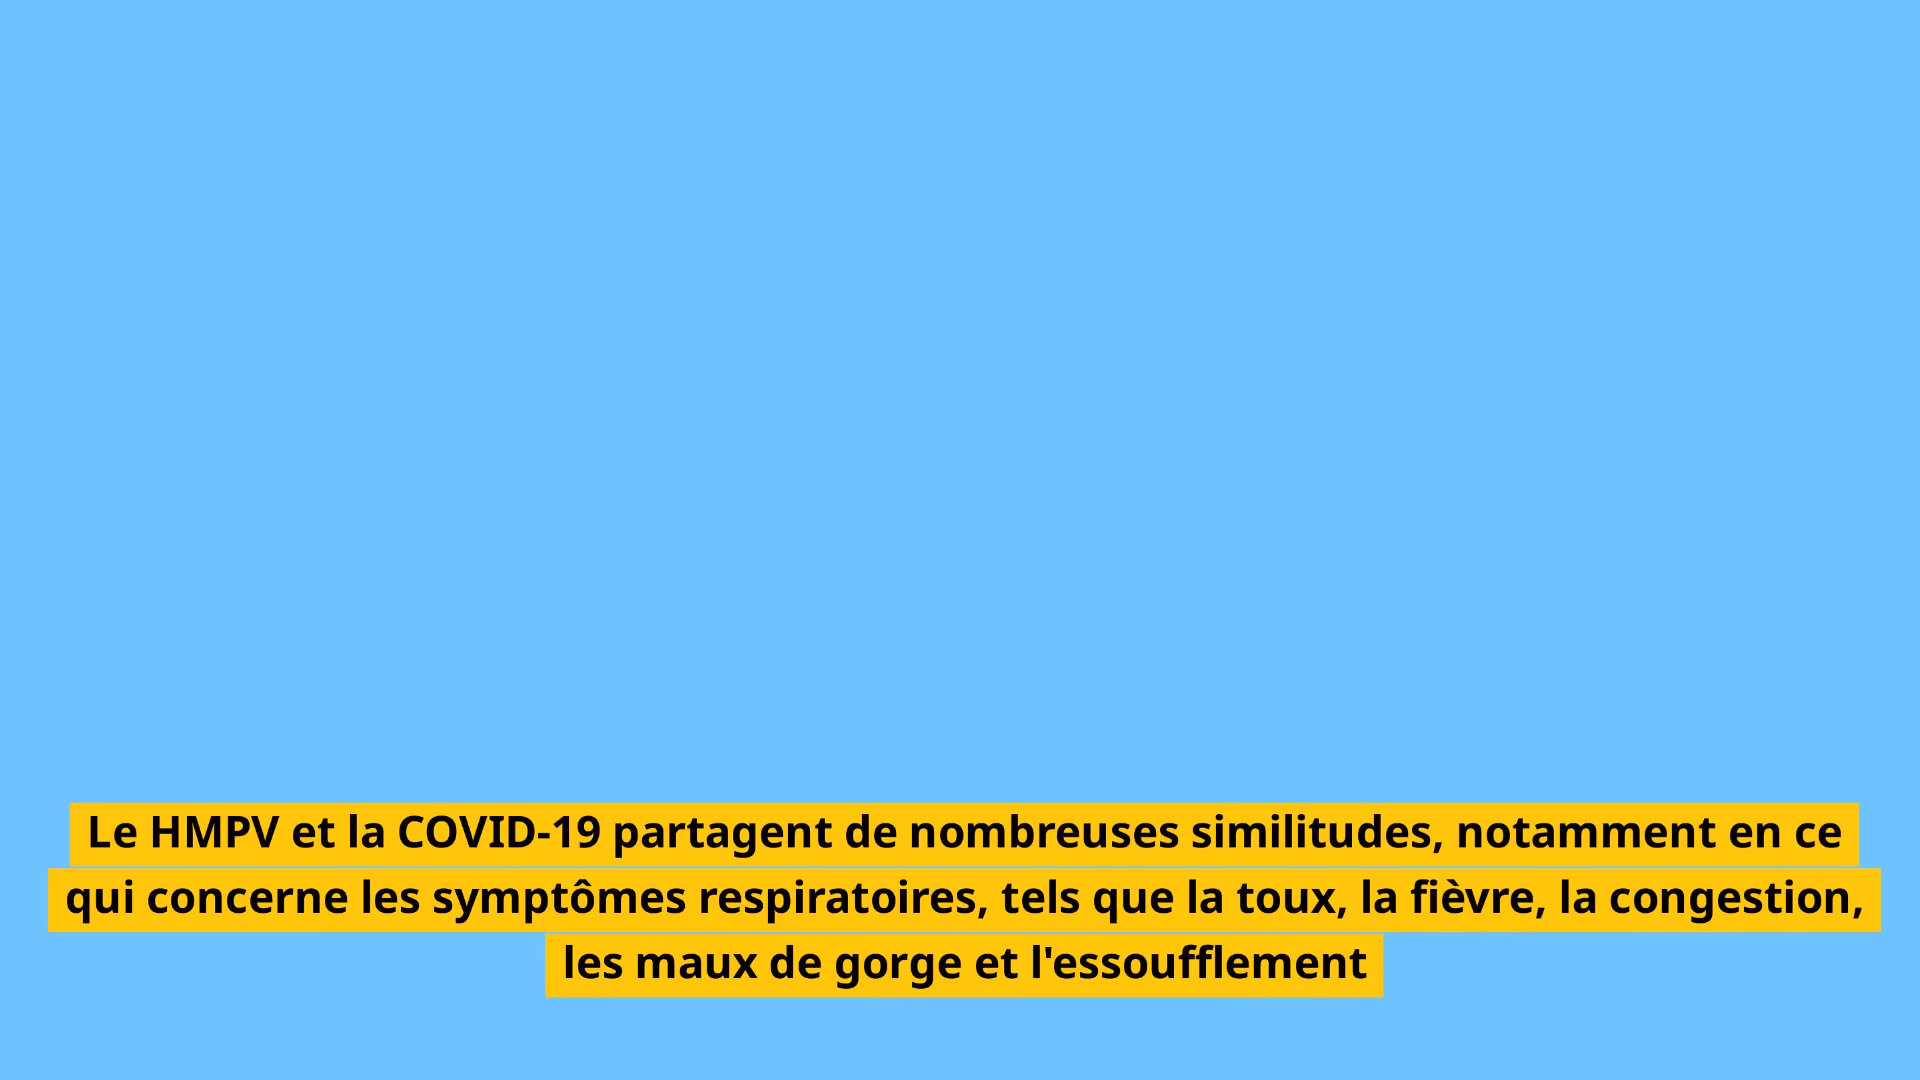 Le HMPV et la COVID-19 partagent de nombreuses similitudes, notamment en ce
qui concerne les symptômes respiratoires, tels que la toux, la fièvre, la congestion,
les maux de gorge et l'essoufflement